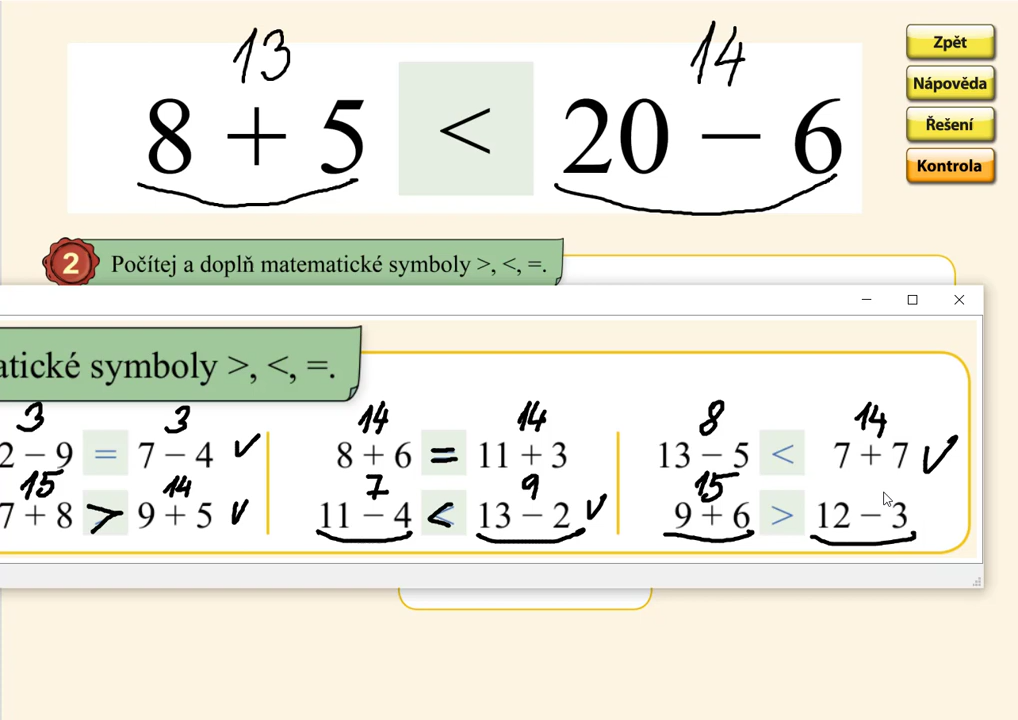 13 14
8 + 5 < 20 − 6
Zpět
Nápověda
Řešení
Kontrola
2 Počítej a doplň matematické symboly >, <, =.
atické symboly >, <, =.
3 3 14 14 8 14
2 − 9 = 7 − 4 ✓ 8 + 6 = 11 + 3 13 − 5 < 7 + 7 ✓
15 14 7 9 15
7 + 8 > 9 + 5 ✓ 11 − 4 < 13 − 2 ✓ 9 + 6 > 12 − 3